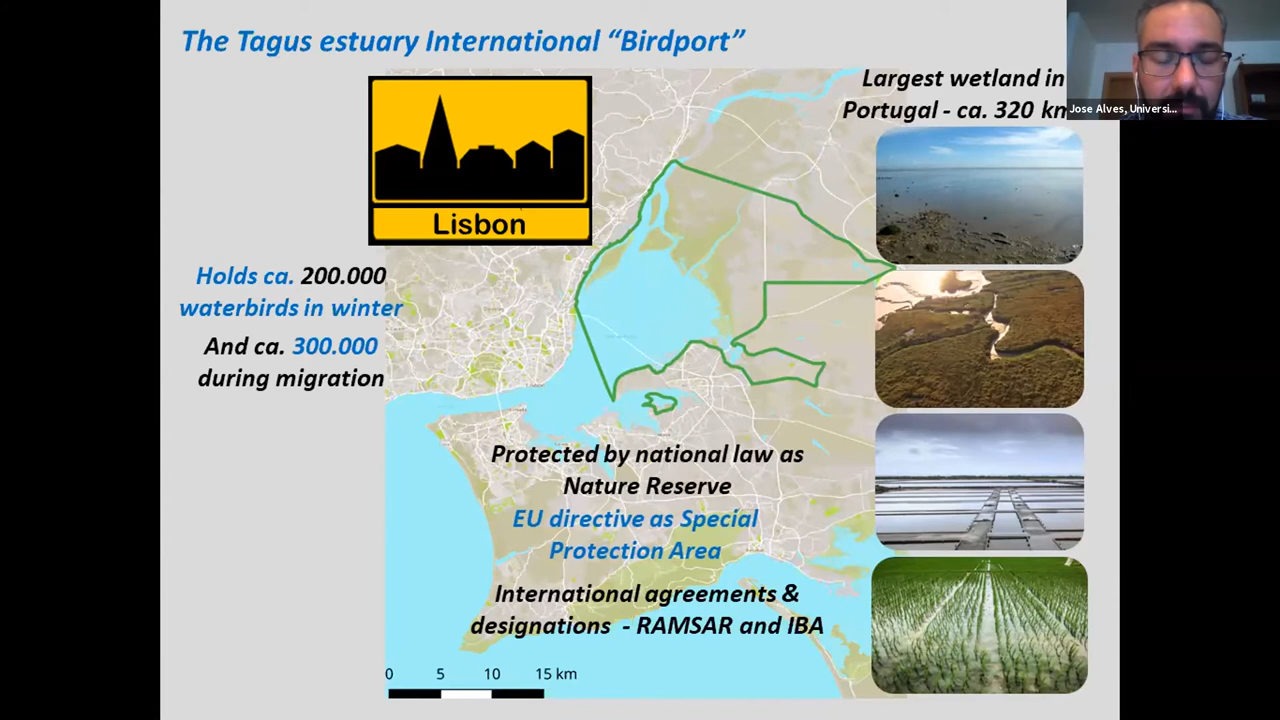 The Tagus estuary International “Birdport”
Largest wetland in
Portugal - ca. 320
Jose Alves, Universi...
Lisbon
Holds ca. 200.000
waterbirds in winter
And ca. 300.000
during migration
Protected by national law as
Nature Reserve
EU directive as Special
Protection Area
International agreements &
designations - RAMSAR and IBA
0 5 10 15 km